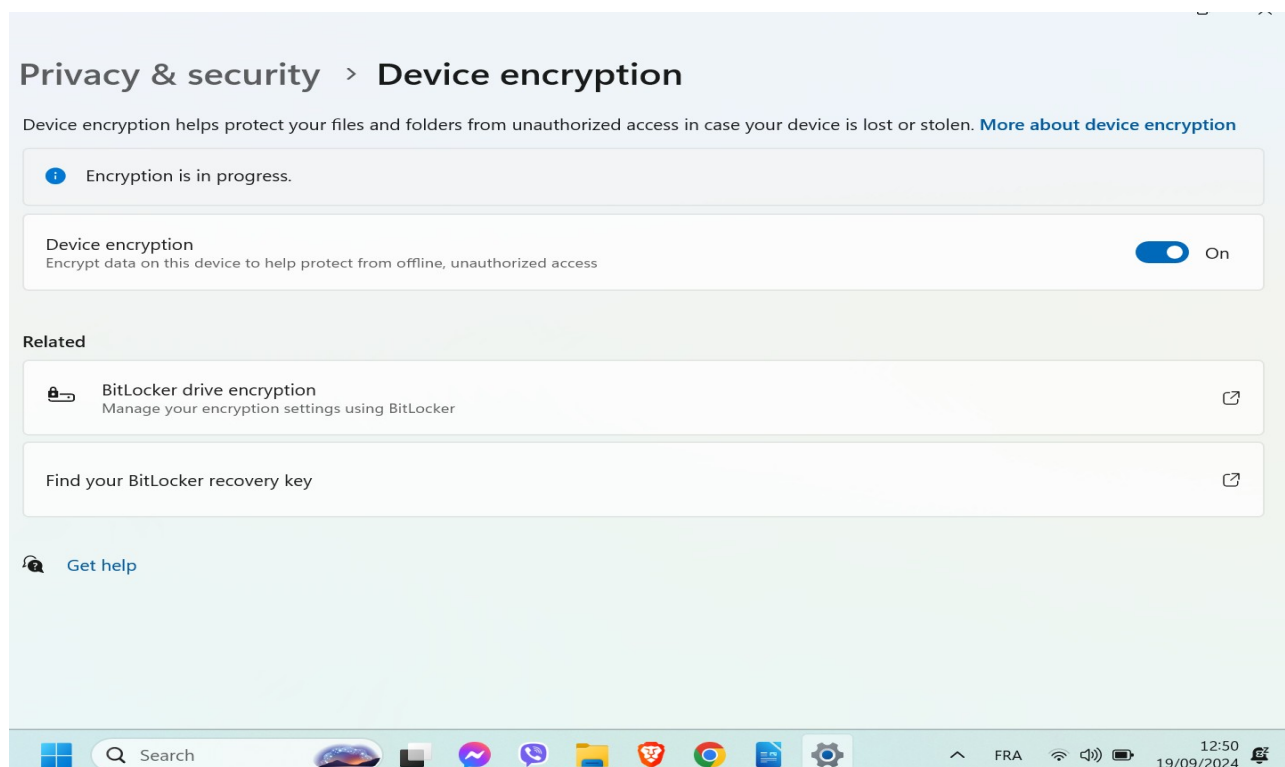 Privacy & security > Device encryption
Device encryption helps protect your files and folders from unauthorized access in case your device is lost or stolen. More about device encryption
Encryption is in progress.
Device encryption
Encrypt data on this device to help protect from offline, unauthorized access
On
Related
BitLocker drive encryption
Manage your encryption settings using BitLocker
Find your BitLocker recovery key
Get help
Search
FRA
12:50
19/09/2024